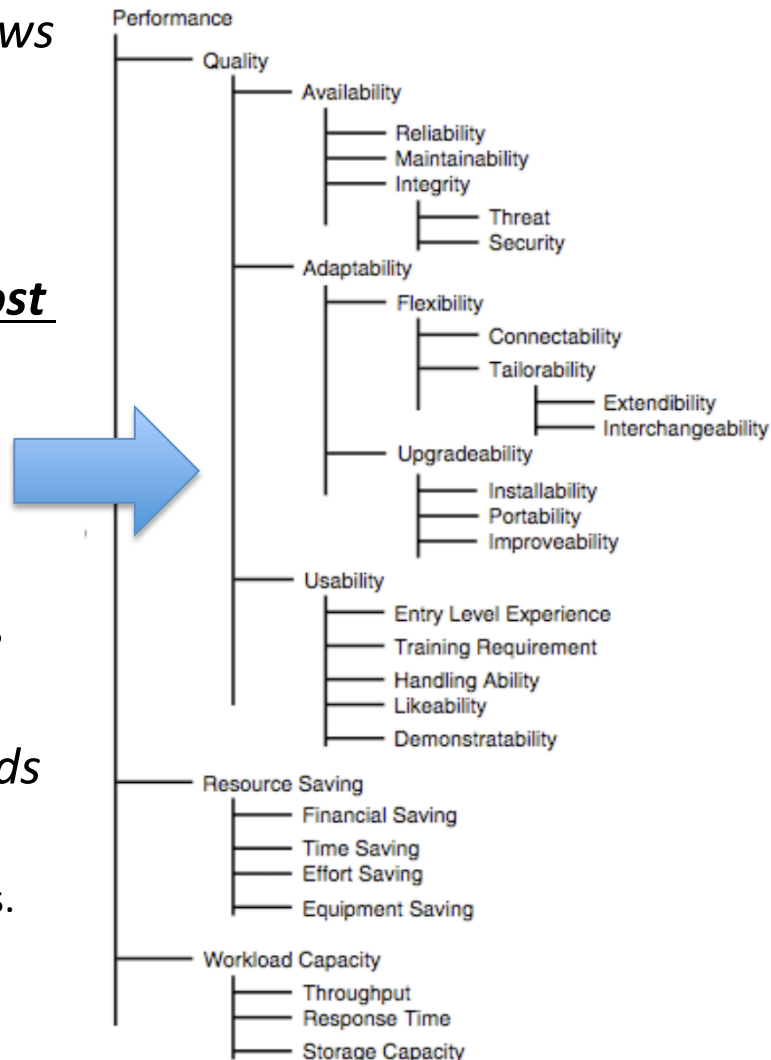 Performance
ws
Quality
Availability
Reliability
Maintainability
Integrity
Threat
Security
Adaptability
ost
Flexibility
Connectability
Tailorability
Extendibility
Interchangeability
Upgradeability
Installability
Portability
Improveability
Usability
Entry Level Experience
Training Requirement
Handling Ability
Likeability
Demonstratability
ds
Resource Saving
Financial Saving
Time Saving
Effort Saving
s.
Equipment Saving
Workload Capacity
Throughput
Response Time
Storage Capacity